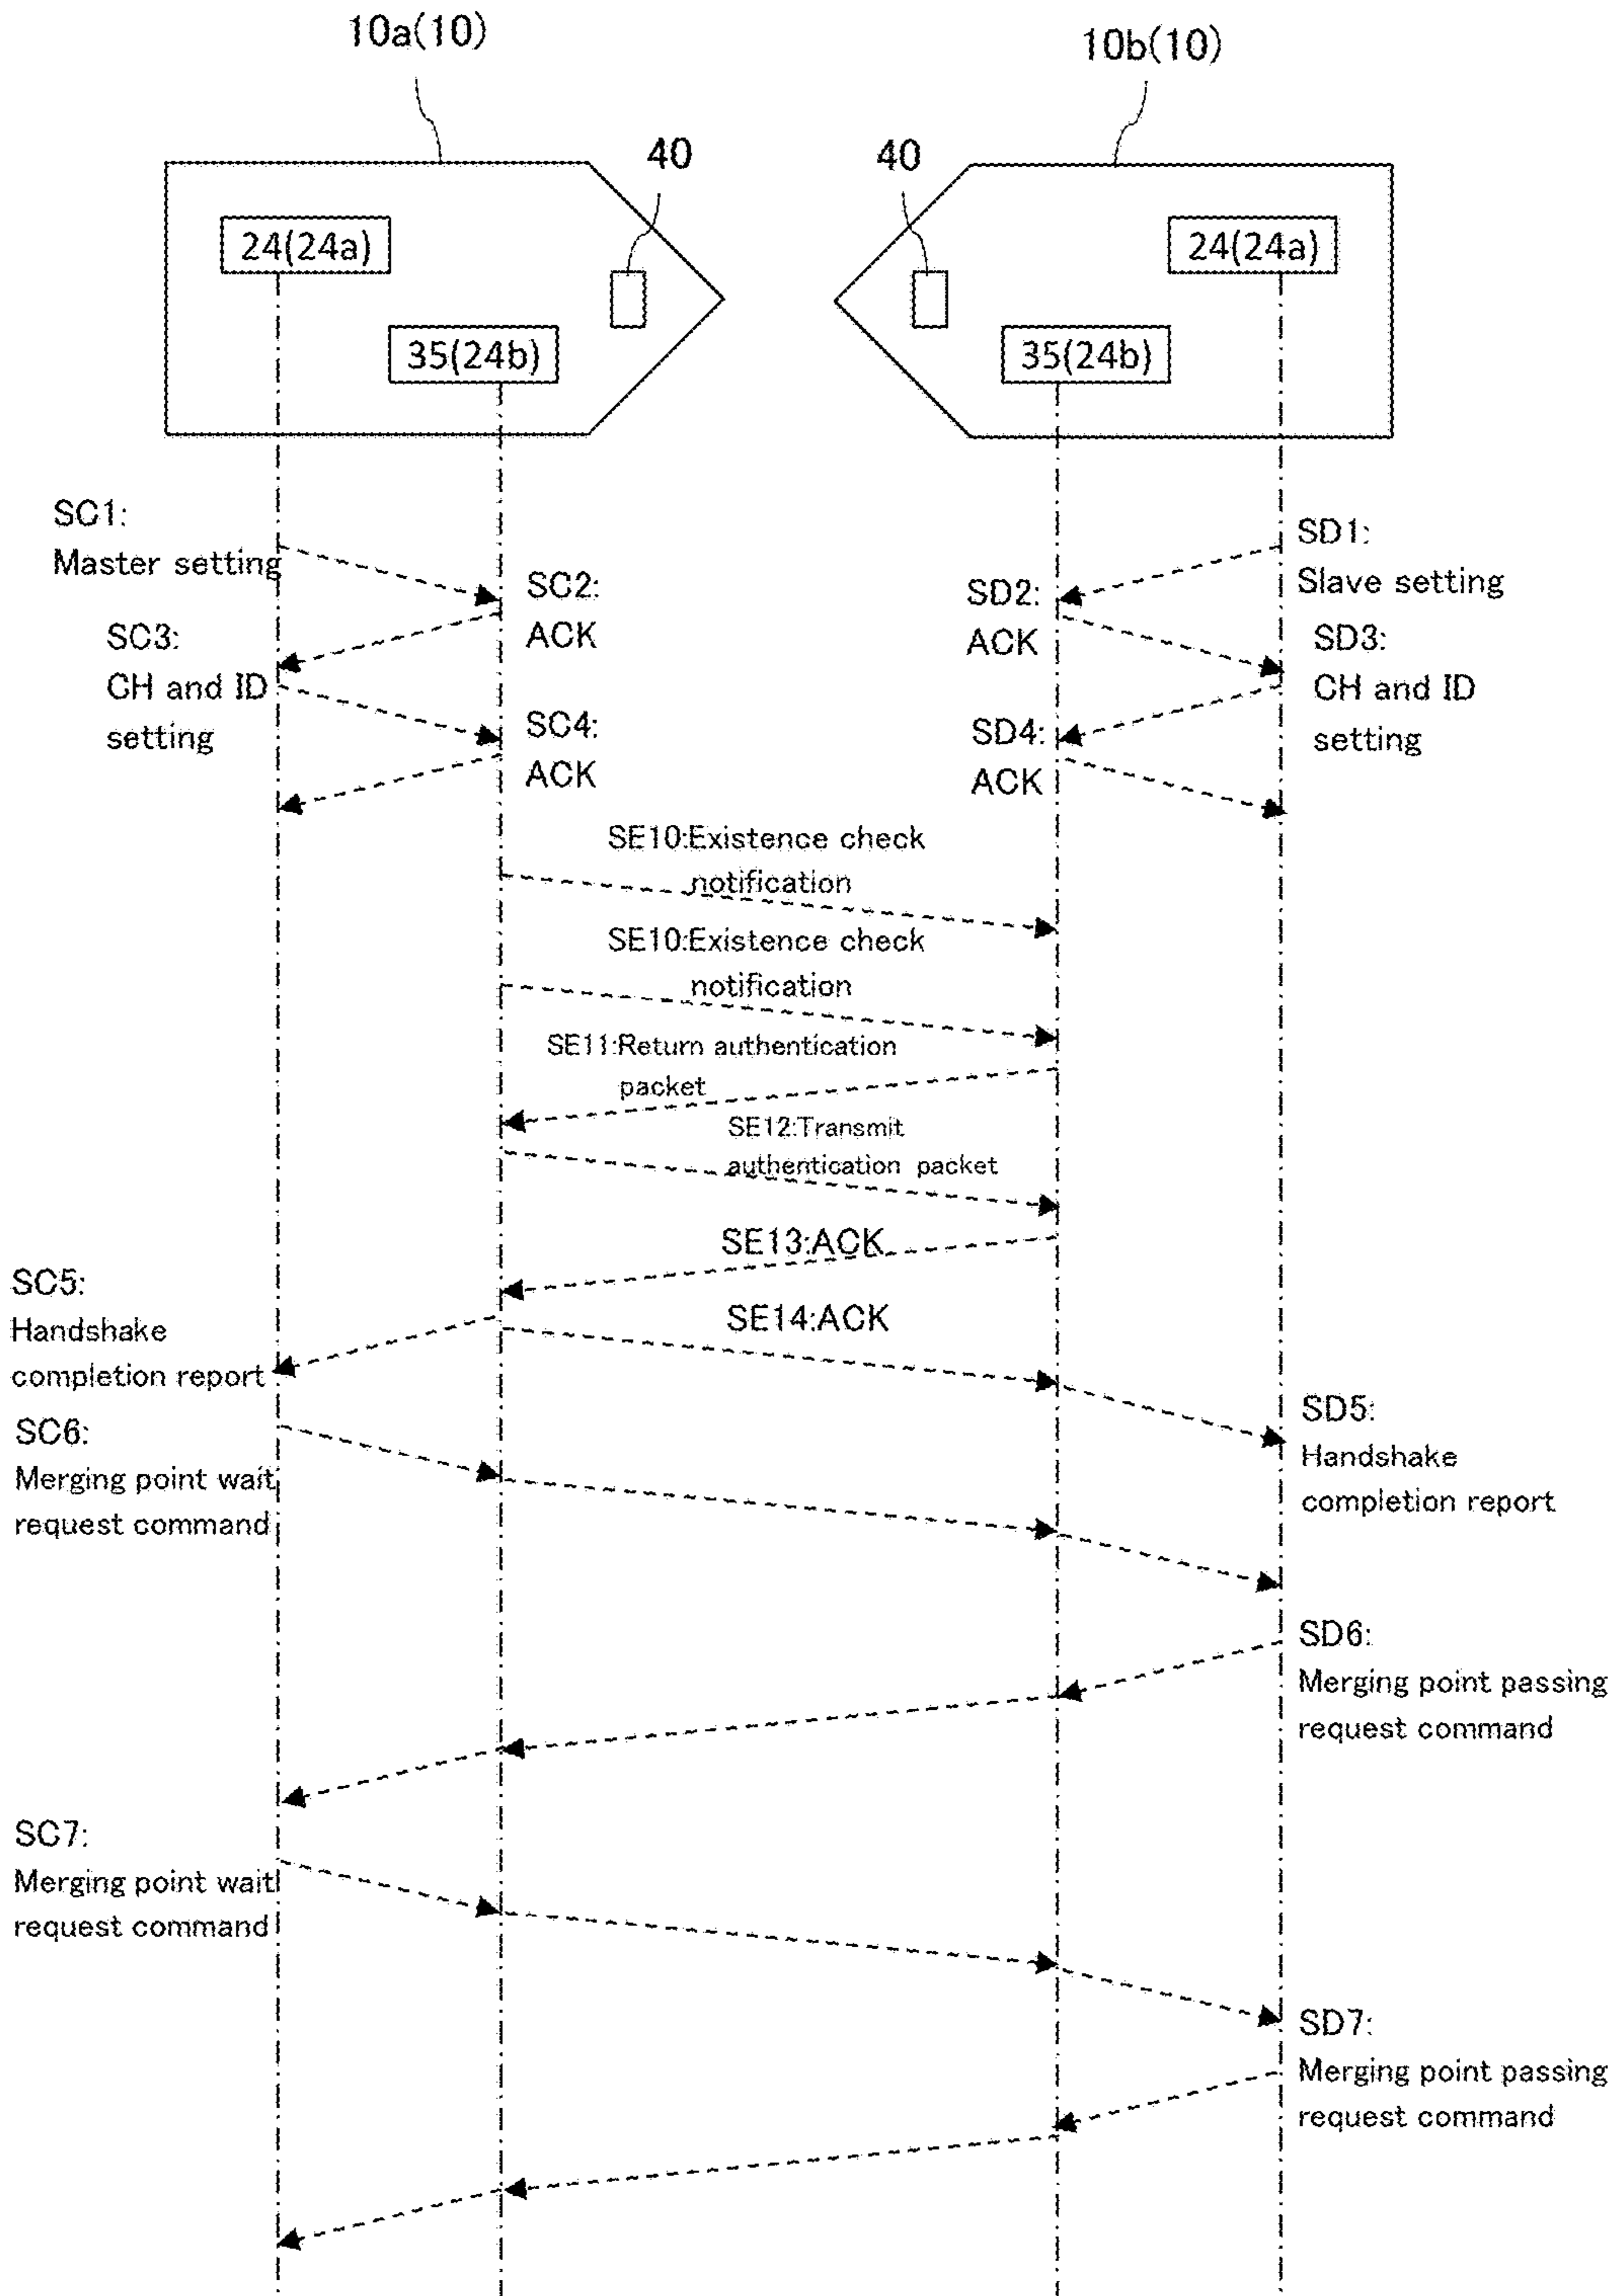 10a(10)
10b(10)
40
40
24(24a)
24(24a)
35(24b)
35(24b)
SC1:
Master setting
SD1:
Slave setting
SC2:
ACK
SD2:
ACK
SC3:
CH and ID
setting
SD3:
CH and ID
setting
SC4:
ACK
SD4:
ACK
SE10:Existence check
notification
SE10:Existence check
notification
SE11:Return authentication
packet
SE12:Transmit
authentication packet
SE13:ACK
SC5:
Handshake
completion report
SE14:ACK
SD5:
Handshake
completion report
SC6:
Merging point wait
request command
SD6:
Merging point passing
request command
SC7:
Merging point wait
request command
SD7:
Merging point passing
request command